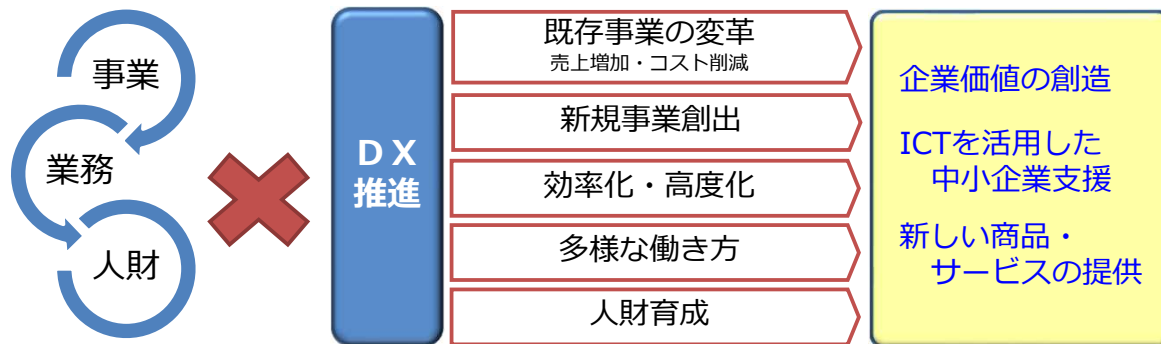 事業
業務
人財
DX
推進
既存事業の変革
売上増加・コスト削減
新規事業創出
効率化・高度化
多様な働き方
人財育成
企業価値の創造
ICTを活用した
中小企業支援
新しい商品・
サービスの提供